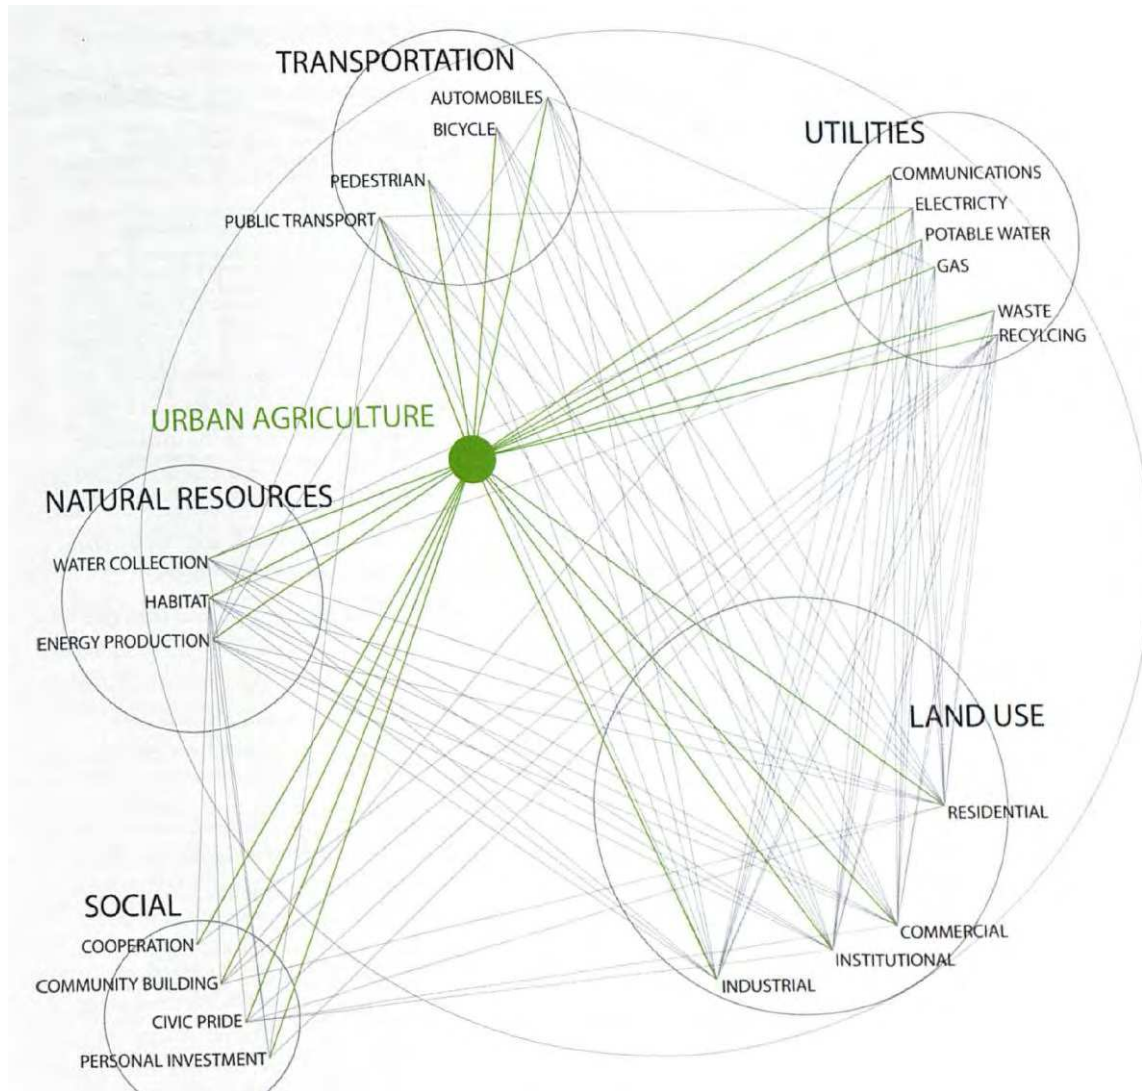 TRANSPORTATION
AUTOMOBILES
BICYCLE
PEDESTRIAN
PUBLIC TRANSPORT
UTILITIES
COMMUNICATIONS
ELECTRICTY
POTABLE WATER
GAS
WASTE
RECYLCING
URBAN AGRICULTURE
NATURAL RESOURCES
WATER COLLECTION
HABITAT
ENERGY PRODUCTION
LAND USE
RESIDENTIAL
COMMERCIAL
INSTITUTIONAL
INDUSTRIAL
SOCIAL
COOPERATION
COMMUNITY BUILDING
CIVIC PRIDE
PERSONAL INVESTMENT